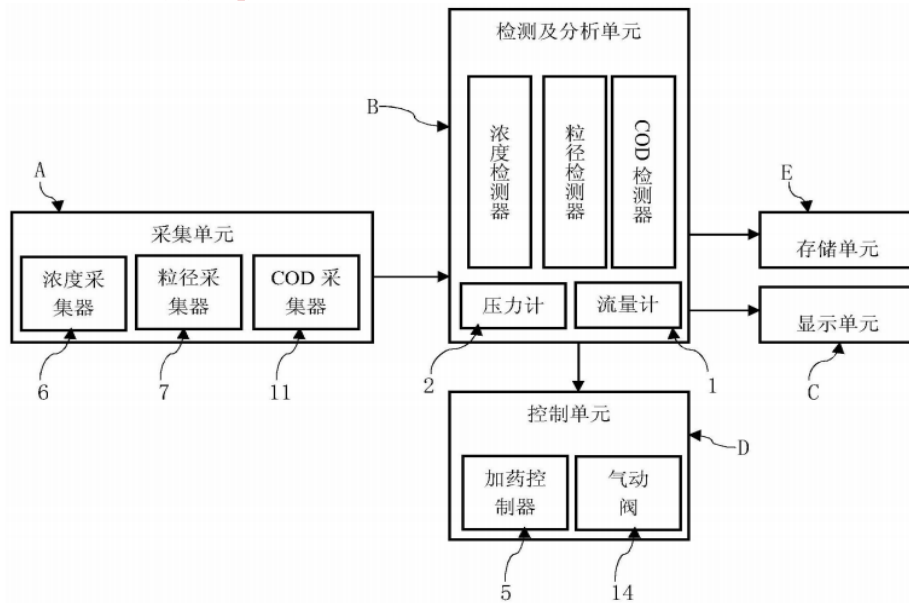 检测及分析单元
B
浓度检测器
粒径检测器
COD 检测器
A
采集单元
浓度采
集器
粒径采
集器
COD 采
集器
6
7
11
压力计
流量计
2
1
E
存储单元
显示单元
C
控制单元
D
加药控
制器
气动
阀
5
14